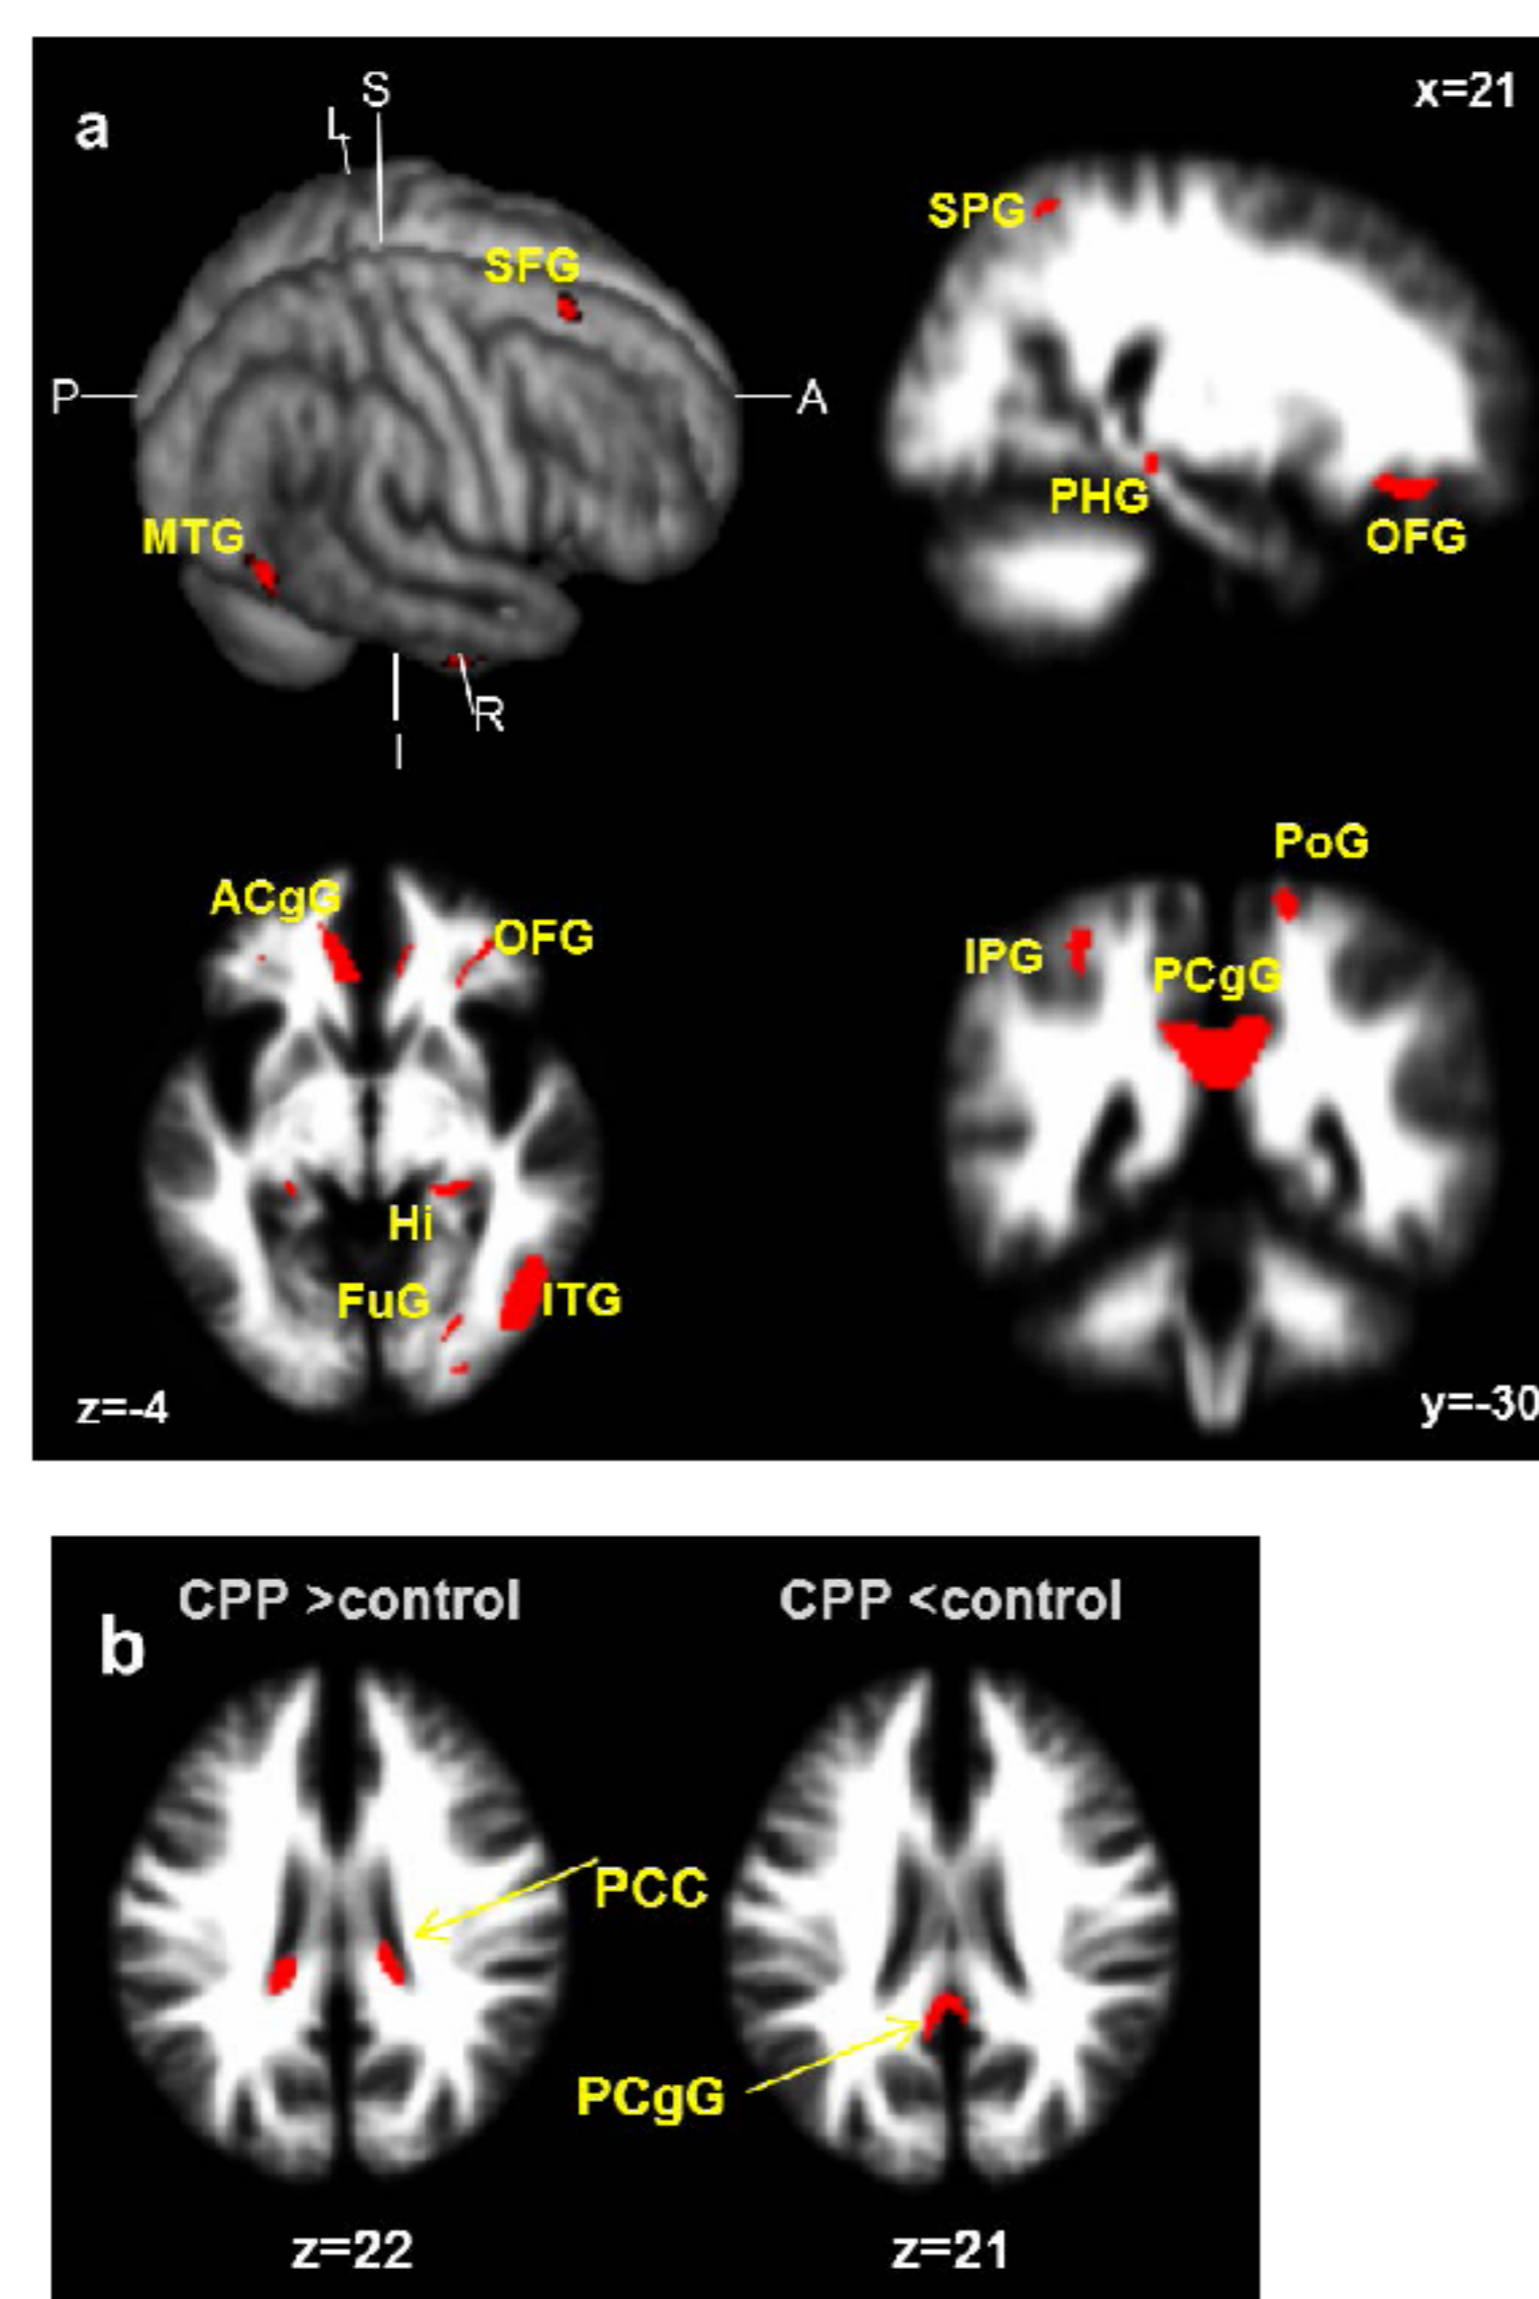 a
x=21
S
L
SFG
SPG
P
A
PHG
MTG
OFG
R
I
PoG
ACgG
OFG
IPG
PCgG
Hi
FuG
ITG
z=-4
y=-30
CPP >control
CPP <control
b
PCC
PCgG
z=22
z=21